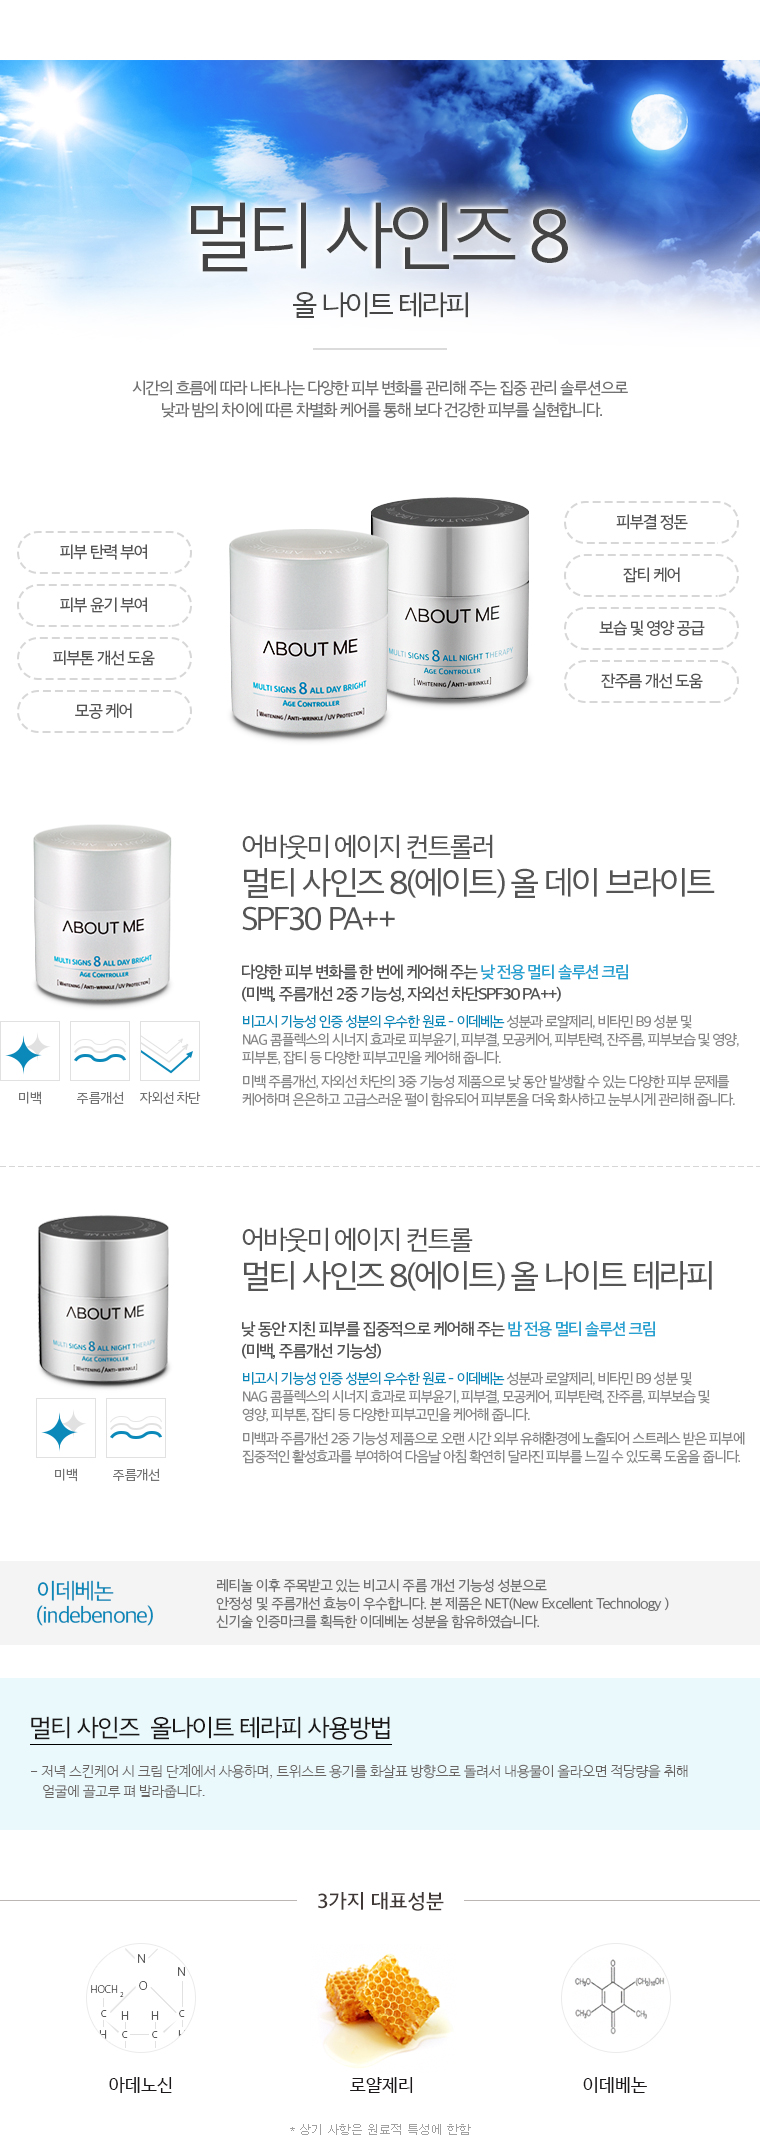 멀티 사인즈 8
올 나이트 테라피
시간의 흐름에 따라 나타나는 다양한 피부 변화를 관리해 주는 집중 관리 솔루션으로
낮과 밤의 차이에 따른 차별화 케어를 통해 보다 건강한 피부를 실현합니다.
피부 탄력 부여
피부 윤기 부여
피부톤 개선 도움
모공 케어
ABOUT ME
MULTI SIGNS 8 ALL DAY BRIGHT
AGE CONTROLLER
[WHITENING/ANTI-WRINKLE/UV PROTECTION]
ABOUT ME
MULTI SIGNS 8 ALL NIGHT THERAPY
AGE CONTROLLER
[WHITENING/ANTI-WRINKLE]
피부결 정돈
잡티 케어
보습 및 영양 공급
잔주름 개선 도움
ABOUT ME
MULTI SIGNS 8 ALL DAY BRIGHT
AGE CONTROLLER
[WHITENING/ANTI-WRINKLE/UV PROTECTION]
미백
주름개선
자외선 차단
어바웃미 에이지 컨트롤러
멀티 사인즈 8(에이트) 올 데이 브라이트
SPF30 PA++
다양한 피부 변화를 한 번에 케어해 주는 낮 전용 멀티 솔루션 크림
(미백, 주름개선 2중 기능성, 자외선 차단SPF30 PA++)
비고시 기능성 인증 성분의 우수한 원료 - 이데베논 성분과 로얄제리, 비타민 B9 성분 및
NAG 콤플렉스의 시너지 효과로 피부윤기, 피부결, 모공케어, 피부탄력, 잔주름, 피부보습 및 영양,
피부톤, 잡티 등 다양한 피부고민을 케어해 줍니다.
미백 주름개선, 자외선 차단의 3중 기능성 제품으로 낮 동안 발생할 수 있는 다양한 피부 문제를
케어하며 은은하고 고급스러운 펄이 함유되어 피부톤을 더욱 화사하고 눈부시게 관리해 줍니다.
ABOUT ME
MULTI SIGNS 8 ALL NIGHT THERAPY
AGE CONTROLLER
[WHITENING/ANTI-WRINKLE]
미백
주름개선
어바웃미 에이지 컨트롤
멀티 사인즈 8(에이트) 올 나이트 테라피
낮 동안 지친 피부를 집중적으로 케어해 주는 밤 전용 멀티 솔루션 크림
(미백, 주름개선 기능성)
비고시 기능성 인증 성분의 우수한 원료 - 이데베논 성분과 로얄제리, 비타민 B9 성분 및
NAG 콤플렉스의 시너지 효과로 피부윤기, 피부결, 모공케어, 피부탄력, 잔주름, 피부보습 및
영양, 피부톤, 잡티 등 다양한 피부고민을 케어해 줍니다.
미백과 주름개선 2중 기능성 제품으로 오랜 시간 외부 유해환경에 노출되어 스트레스 받은 피부에
집중적인 활성효과를 부여하여 다음날 아침 확연히 달라진 피부를 느낄 수 있도록 도움을 줍니다.
이데베논
(indebenone)
레티놀 이후 주목받고 있는 비고시 주름 개선 기능성 성분으로
안정성 및 주름개선 효능이 우수합니다. 본 제품은 NET(New Excellent Technology )
신기술 인증마크를 획득한 이데베논 성분을 함유하였습니다.
멀티 사인즈 올나이트 테라피 사용방법
- 저녁 스킨케어 시 크림 단계에서 사용하며, 트위스트 용기를 화살표 방향으로 돌려서 내용물이 올라오면 적당량을 취해
얼굴에 골고루 펴 발라줍니다.
3가지 대표성분
N
N
O
HOCH2
C H H C
H C C H
CH₃O
(CH₂)₁₀OH
CH₃O
CH₃
O
O
아데노신
로얄제리
이데베논
* 상기 사항은 원료적 특성에 한함